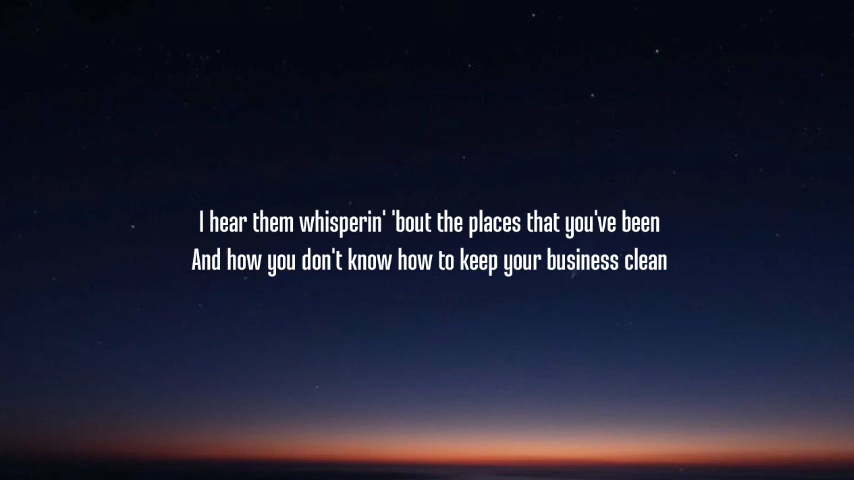 I hear them whisperin' 'bout the places that you've been
And how you don't know how to keep your business clean